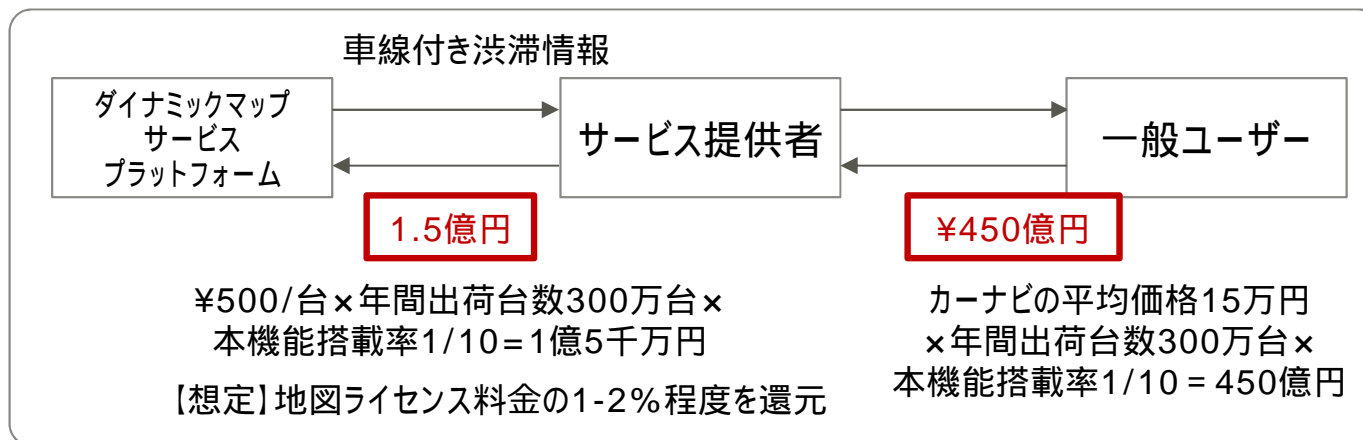 車線付き渋滞情報
ダイナミックマップ
サービス
プラットフォーム
サービス提供者
一般ユーザー
1.5億円
¥450億円
¥500/台×年間出荷台数300万台×
本機能搭載率1/10=1億5千万円
【想定】地図ライセンス料金の1-2%程度を還元
カーナビの平均価格15万円
×年間出荷台数300万台×
本機能搭載率1/10=450億円